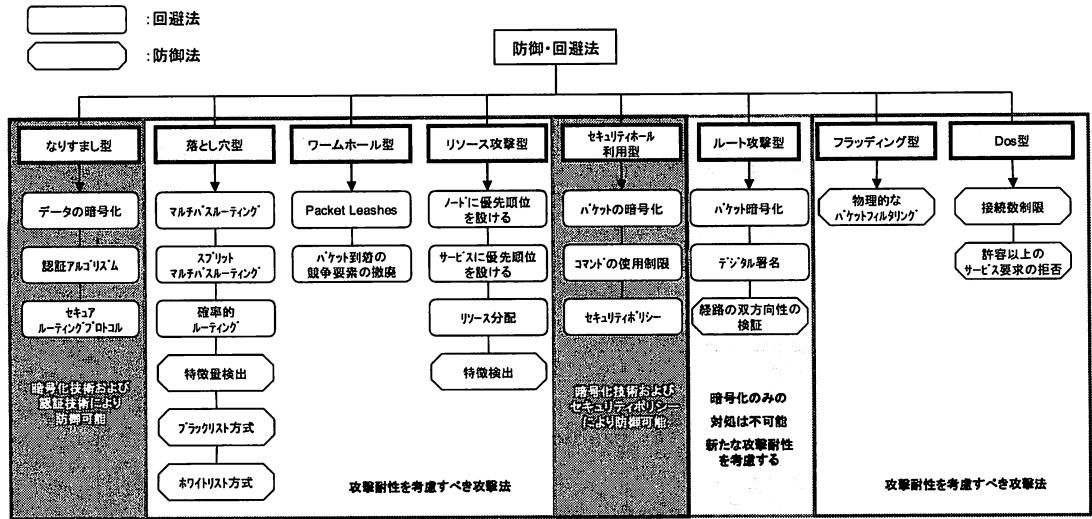 :回避法
:防御法
防御・回避法
なりすまし型
データの暗号化
認証アルゴリズム
セキュア
ルーティングプロトコル
暗号化技術および
認証技術により
防御可能
落とし穴型
マルチパスルーティング
スプリット
マルチパスルーティング
確率的
ルーティング
特徴量検出
ブラックリスト方式
ホワイトリスト方式
ワームホール型
Packet Leashes
パケット到着の
競争要素の撤廃
リソース攻撃型
ノードに優先順位
を設ける
サービスに優先順位
を設ける
リソース分配
特徴検出
攻撃耐性を考慮すべき攻撃法
セキュリティホール
利用型
パケットの暗号化
コマンドの使用制限
セキュリティポリシー
暗号化技術および
セキュリティポリシー
により防御可能
ルート攻撃型
パケット暗号化
デジタル署名
経路の双方向性の
検証
暗号化のみの
対処は不可能
新たな攻撃耐性
を考慮する
フラッディング型
物理的な
パケットフィルタリング
Dos型
接続数制限
許容以上の
サービス要求の拒否
攻撃耐性を考慮すべき攻撃法